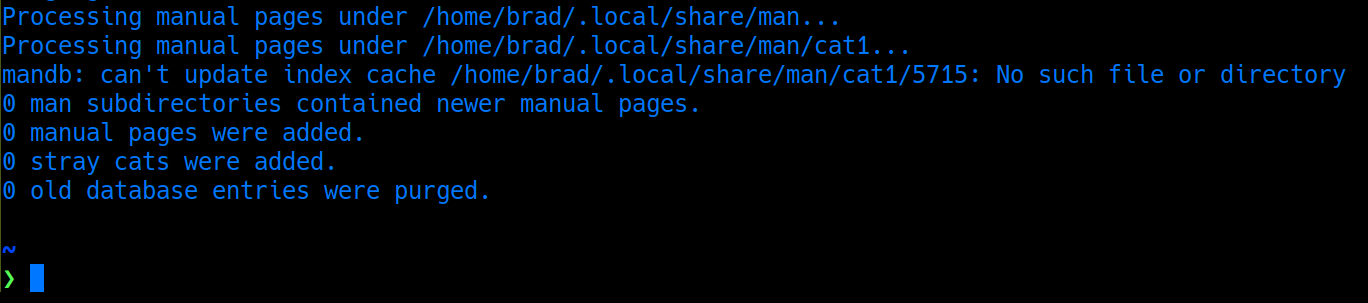 Processing manual pages under /home/brad/.local/share/man...
Processing manual pages under /home/brad/.local/share/man/cat1...
mandb: can't update index cache /home/brad/.local/share/man/cat1/5715: No such file or directory
0 man subdirectories contained newer manual pages.
0 manual pages were added.
0 stray cats were added.
0 old database entries were purged.
~
❯